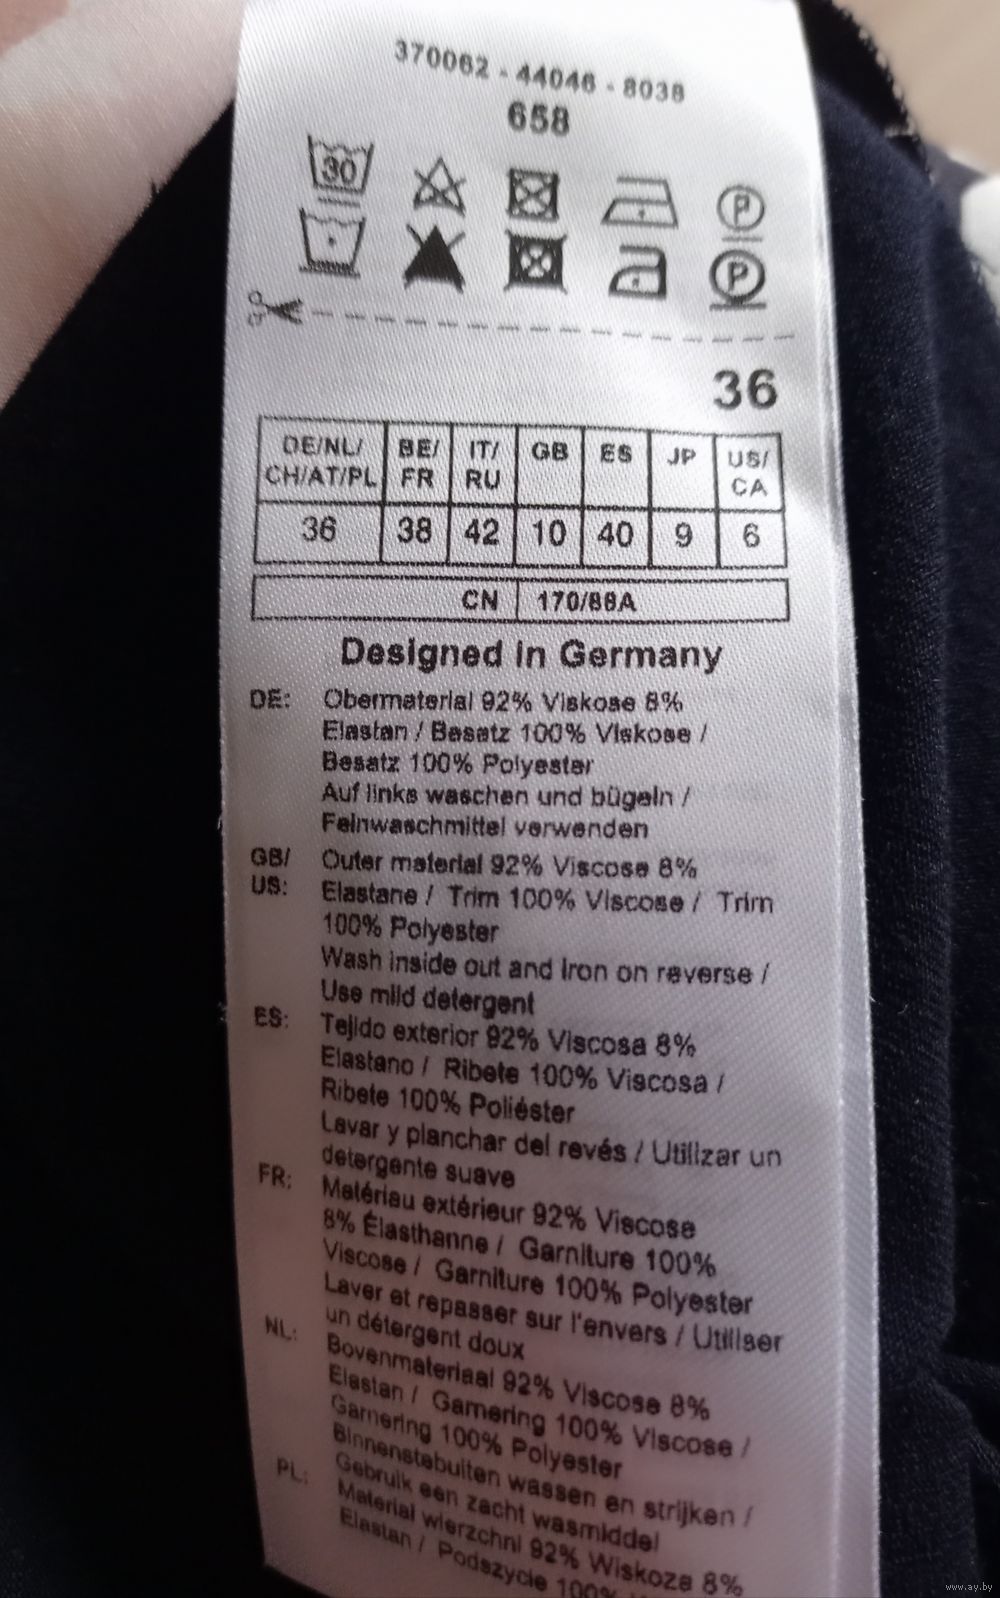 370062 - 44046 - 8038
658
30
P
P
36
DE/NL/ CH/AT/PL BE/ FR IT/ RU GB ES JP US/ CA
36 38 42 10 40 9 6
CN 170/88A
Designed in Germany
DE: Obermaterial 92% Viskose 8%
Elastan / Besatz 100% Viskose /
Besatz 100% Polyester
Auf links waschen und bügeln /
Feinwaschmittel verwenden
GB/ US: Outer material 92% Viscose 8%
Elastane / Trim 100% Viscose / Trim
100% Polyester
Wash inside out and iron on reverse /
Use mild detergent
ES: Tejido exterior 92% Viscosa 8%
Elastano / Ribete 100% Viscosa /
Ribete 100% Poliéster
Lavar y planchar del revés / Utilizar un
detergente suave
FR: Matériau extérieur 92% Viscose
8% Élasthanne / Garniture 100%
Viscose / Garniture 100% Polyester
Laver et repasser sur l'envers / Utiliser
un détergent doux
NL: Bovenmateriaal 92% Viscose 8%
Elastan / Garnering 100% Viscose /
Garnering 100% Polyester
Binnenstebuiten wassen en strijken /
Gebruik een zacht wasmiddel
PL: Materiał wierzchni 92% Wiskoza 8%
Elastan / Podszycie 100%
www.ay.by